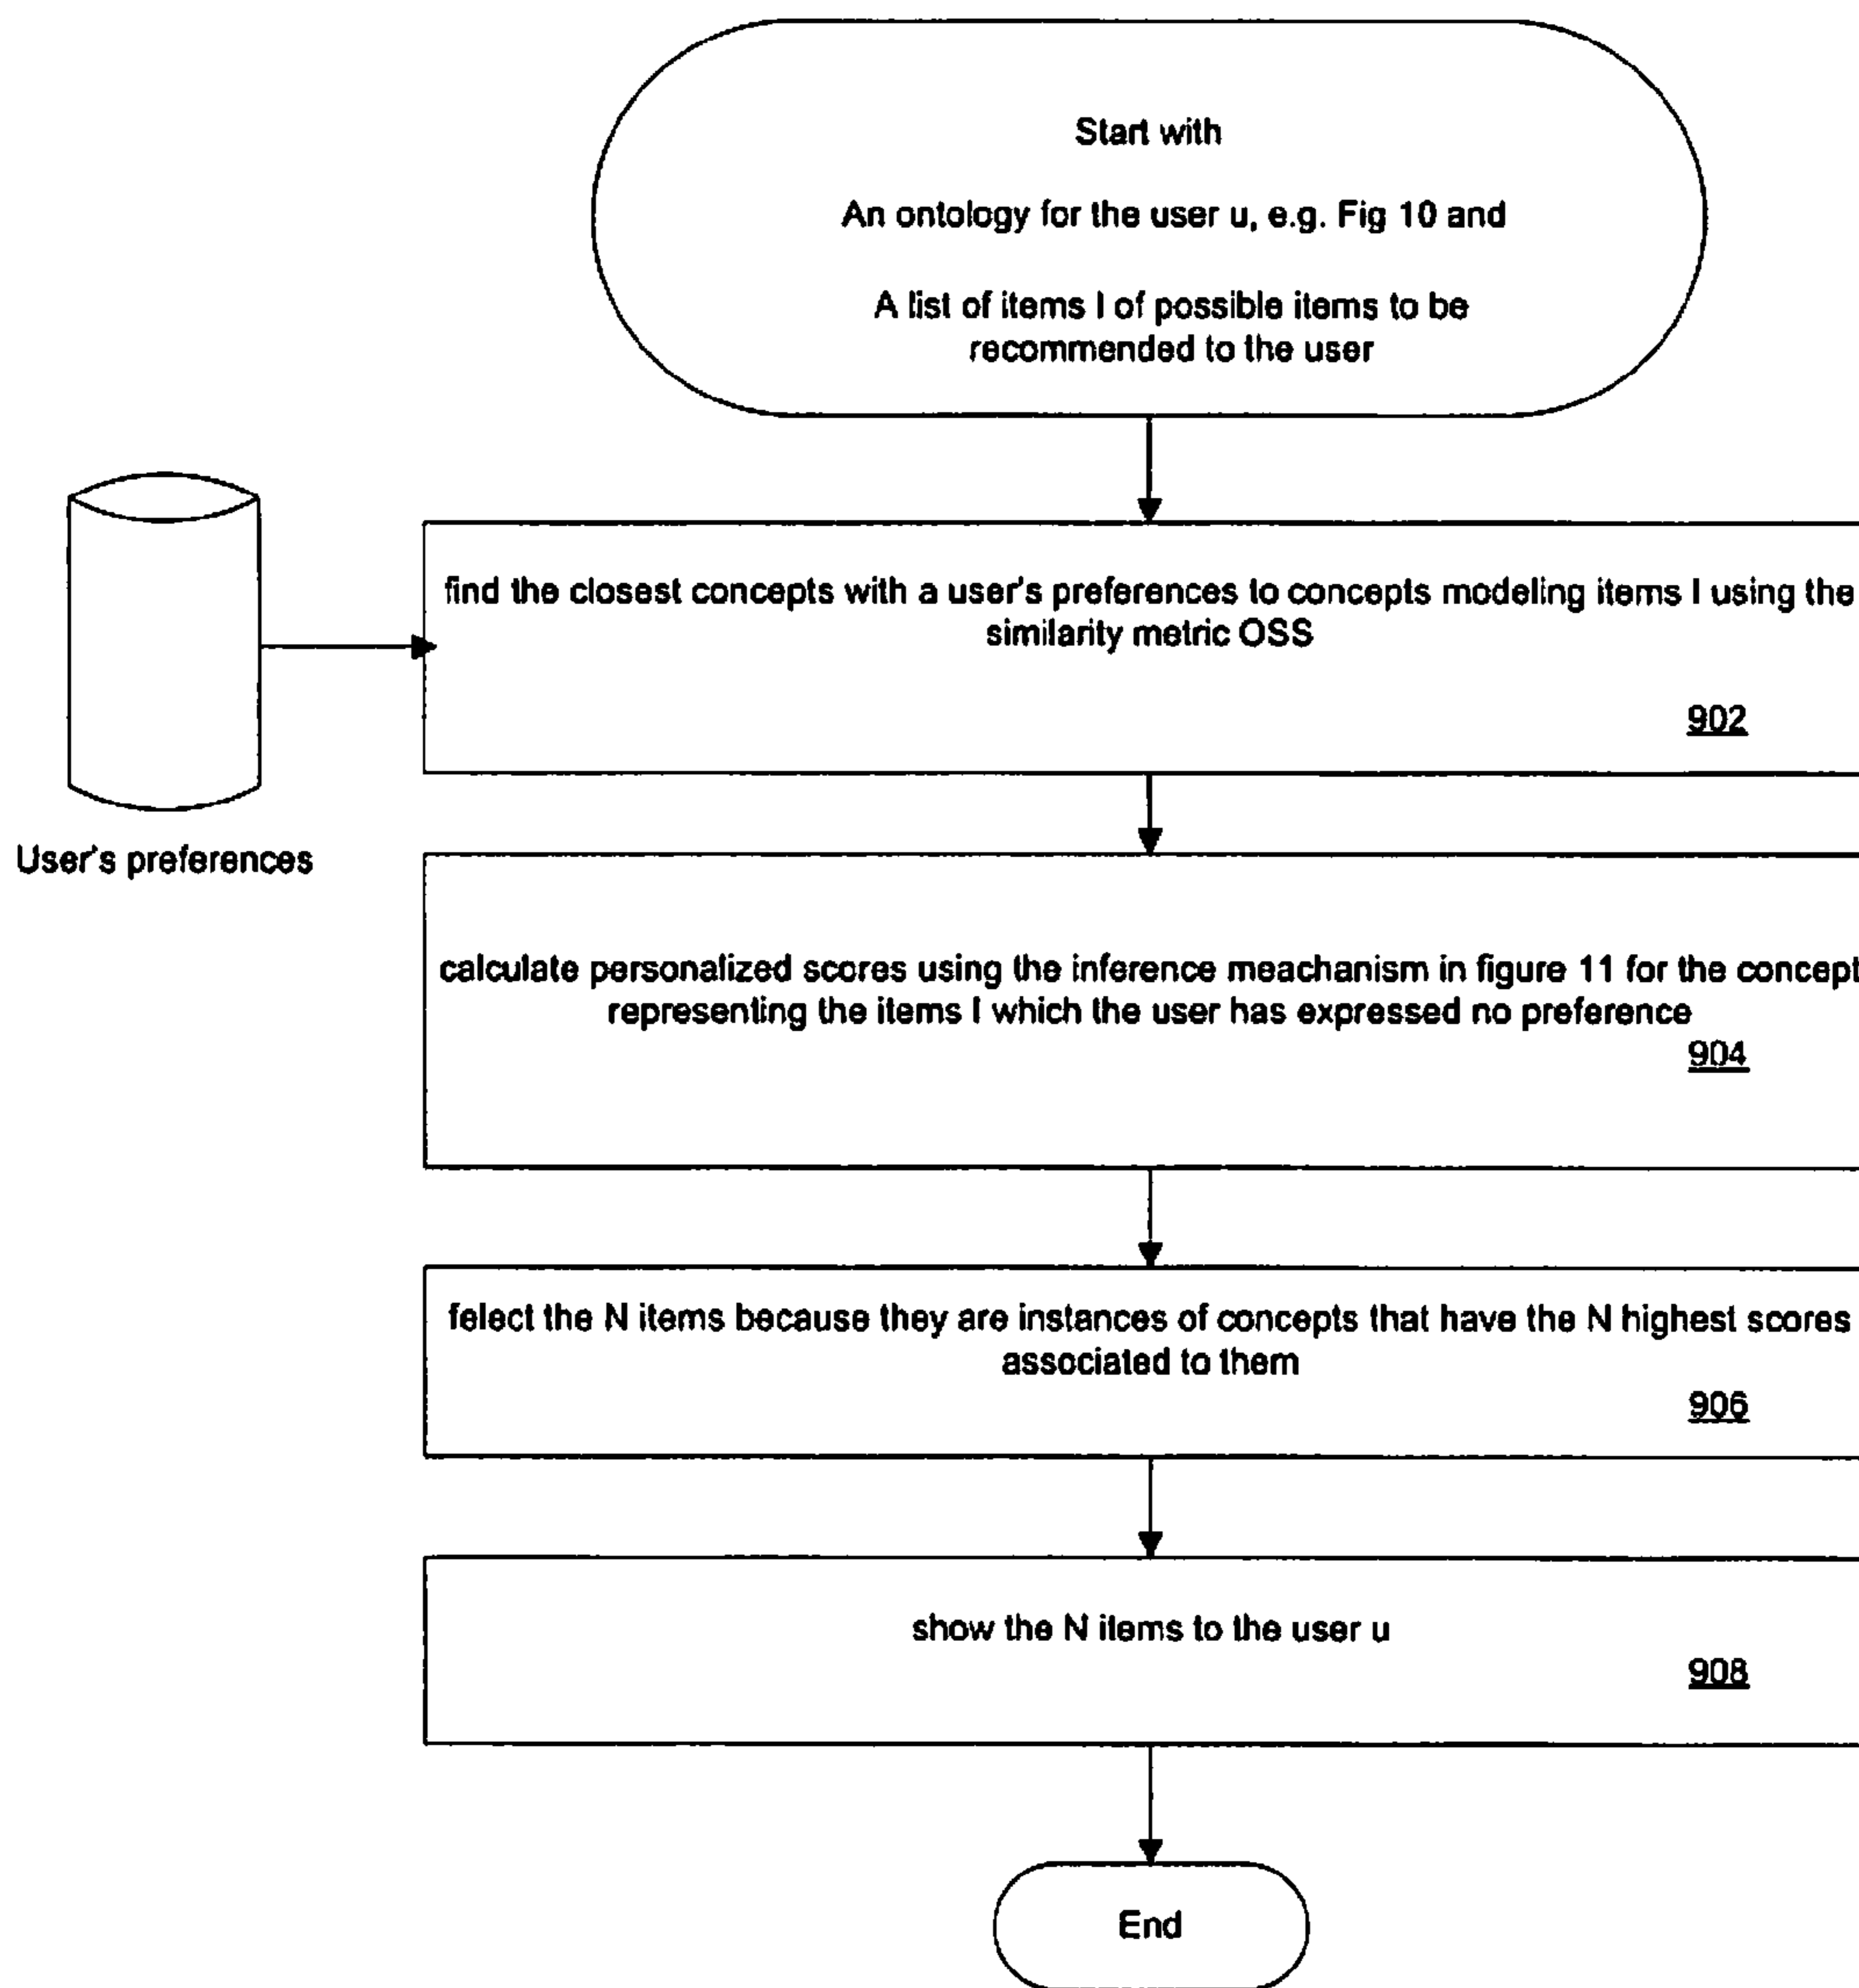 Start with
An ontology for the user u, e.g. Fig 10 and
A list of items I of possible items to be
recommended to the user
find the closest concepts with a user's preferences to concepts modeling items I using the
similarity metric OSS
902
User's preferences
calculate personalized scores using the inference meachanism in figure 11 for the concept
representing the items I which the user has expressed no preference
904
felect the N items because they are instances of concepts that have the N highest scores
associated to them
906
show the N items to the user u
908
End